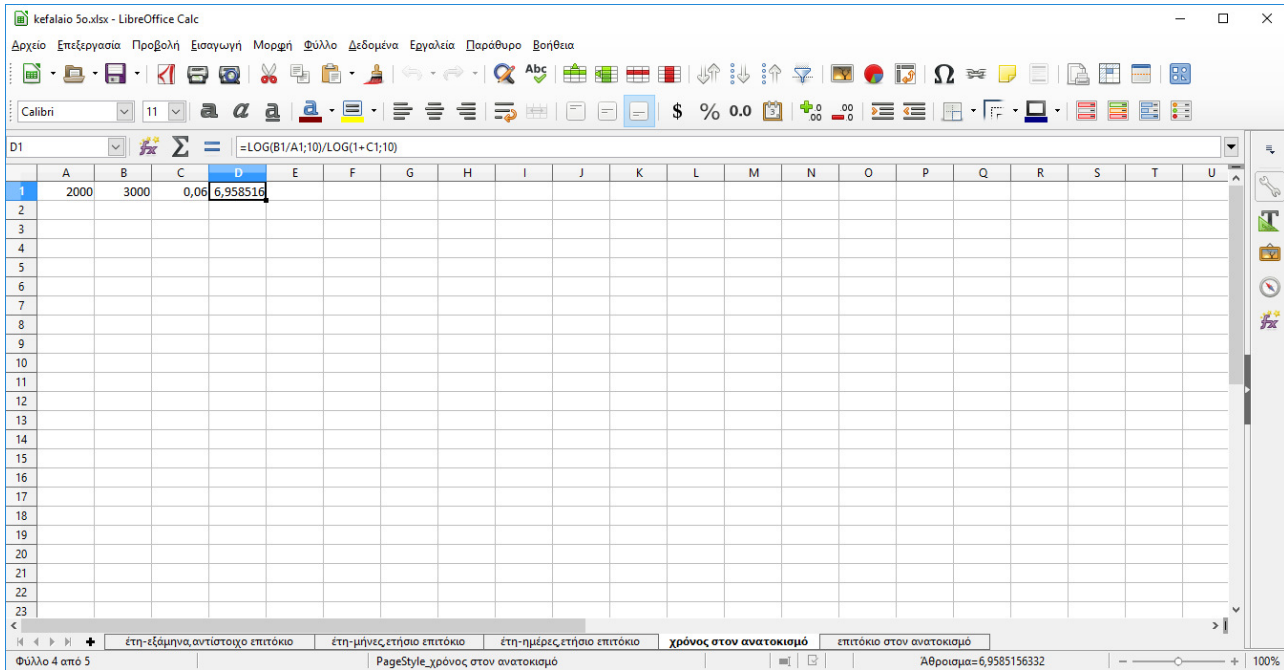 kefalaio 5o.xlsx - LibreOffice Calc
Αρχείο Επεξεργασία Προβολή Εισαγωγή Μορφή Φύλλο Δεδομένα Εργαλεία Παράθυρο Βοήθεια
Abc
Calibri 11 a a a a $ % 0.0
D1 =LOG(B1/A1;10)/LOG(1+C1;10)
A B C D E F G H I J K L M N O P Q R S T U
1 2000 3000 0,06 6,958516
2
3
4
5
6
7
8
9
10
11
12
13
14
15
16
17
18
19
20
21
22
23
έτη-εξάμηνα,αντίστοιχο επιτόκιο έτη-μήνες,ετήσιο επιτόκιο έτη-ημέρες,ετήσιο επιτόκιο χρόνος στον ανατοκισμό επιτόκιο στον ανατοκισμό
Φύλλο 4 από 5 PageStyle_χρόνος στον ανατοκισμό Άθροισμα=6,9585156332 100%